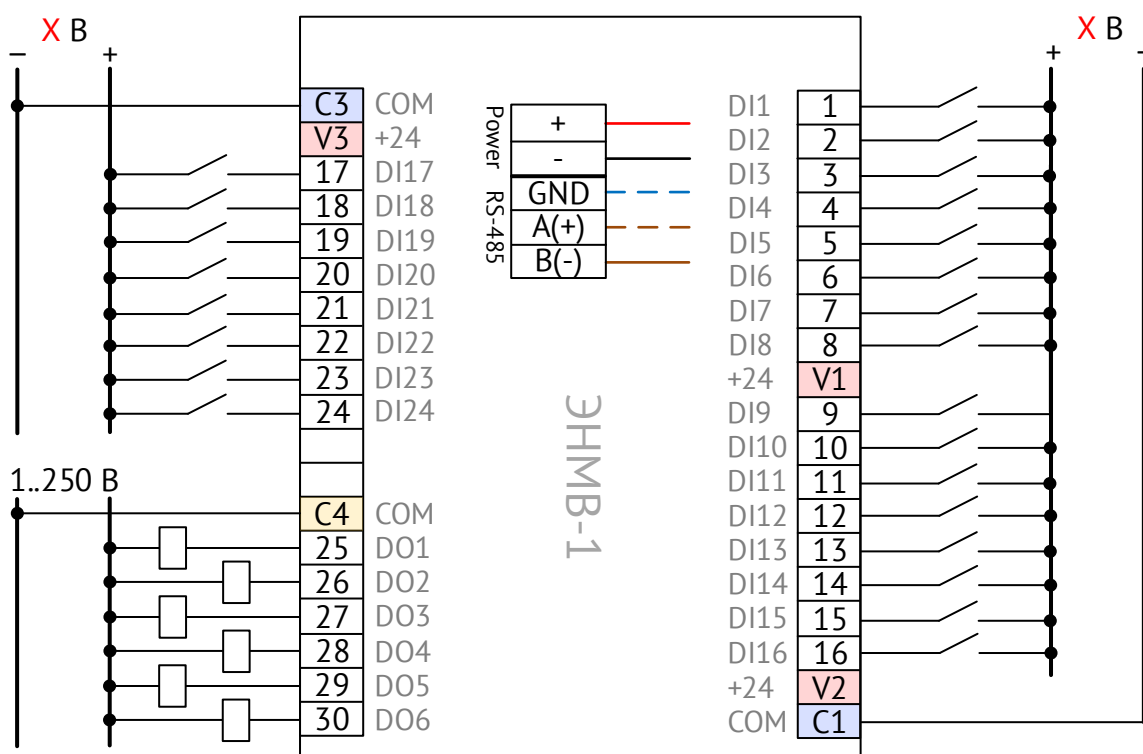 X В
− +
X В
+ −
C3 COM
V3 +24
17 DI17
18 DI18
19 DI19
20 DI20
21 DI21
22 DI22
23 DI23
24 DI24
1..250 В
C4 COM
25 DO1
26 DO2
27 DO3
28 DO4
29 DO5
30 DO6
Power
+
-
RS-485
GND
A(+)
B(-)
ЭНМВ-1
DI1 1
DI2 2
DI3 3
DI4 4
DI5 5
DI6 6
DI7 7
DI8 8
+24 V1
DI9 9
DI10 10
DI11 11
DI12 12
DI13 13
DI14 14
DI15 15
DI16 16
+24 V2
COM C1